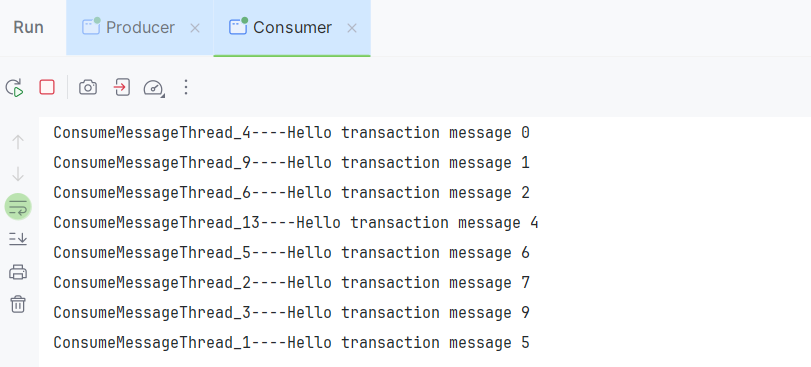 Run Producer Consumer
ConsumeMessageThread_4----Hello transaction message 0
ConsumeMessageThread_9----Hello transaction message 1
ConsumeMessageThread_6----Hello transaction message 2
ConsumeMessageThread_13----Hello transaction message 4
ConsumeMessageThread_5----Hello transaction message 6
ConsumeMessageThread_2----Hello transaction message 7
ConsumeMessageThread_3----Hello transaction message 9
ConsumeMessageThread_1----Hello transaction message 5